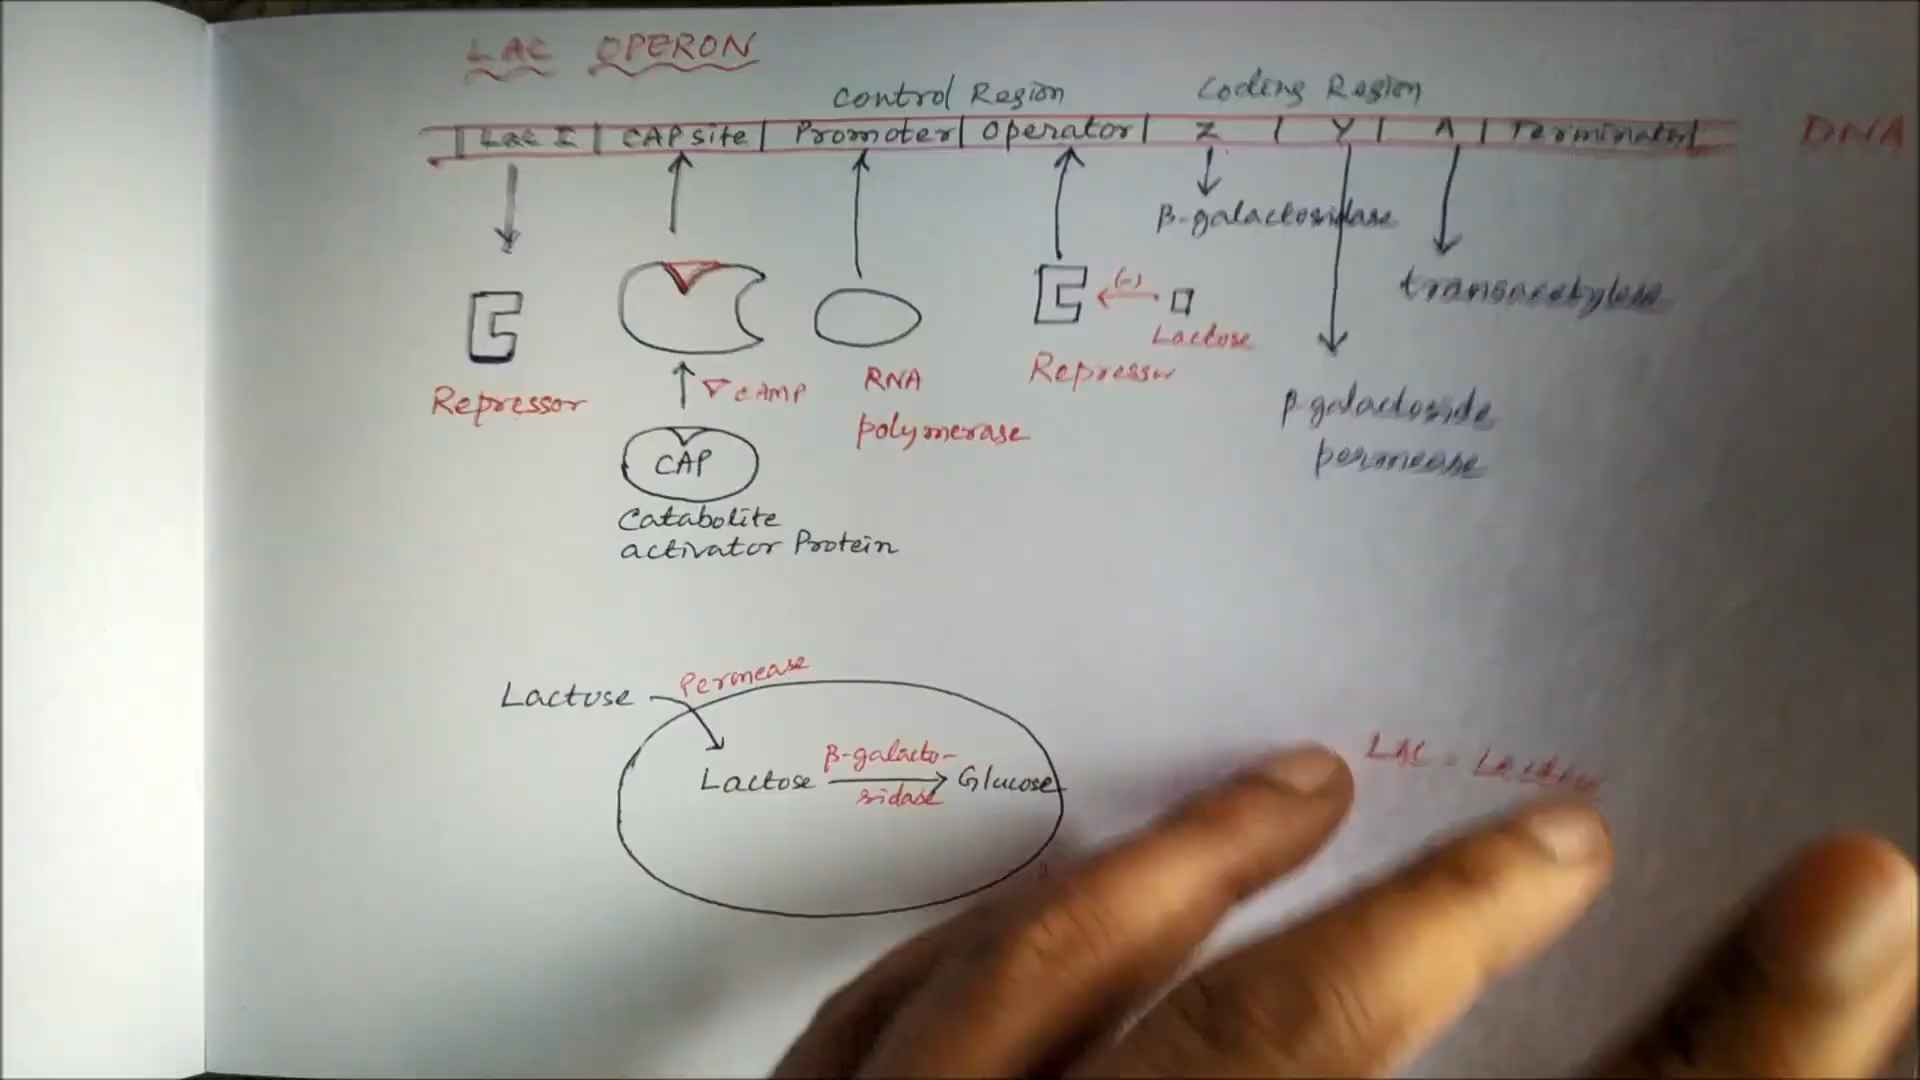 LAC OPERON
Control Region
Coding Region
Lac I | CAP site | Promoter | Operator | Z | Y | A | Terminator
DNA
β-galactosidase
transacetylase
(-)
Lactose
Repressor
Repressor
cAMP
RNA
polymerase
β-galactoside
permease
CAP
Catabolite
activator Protein
Permease
Lactose
Lactose
β-galacto-
sidase
Glucose
LAC = Lactose